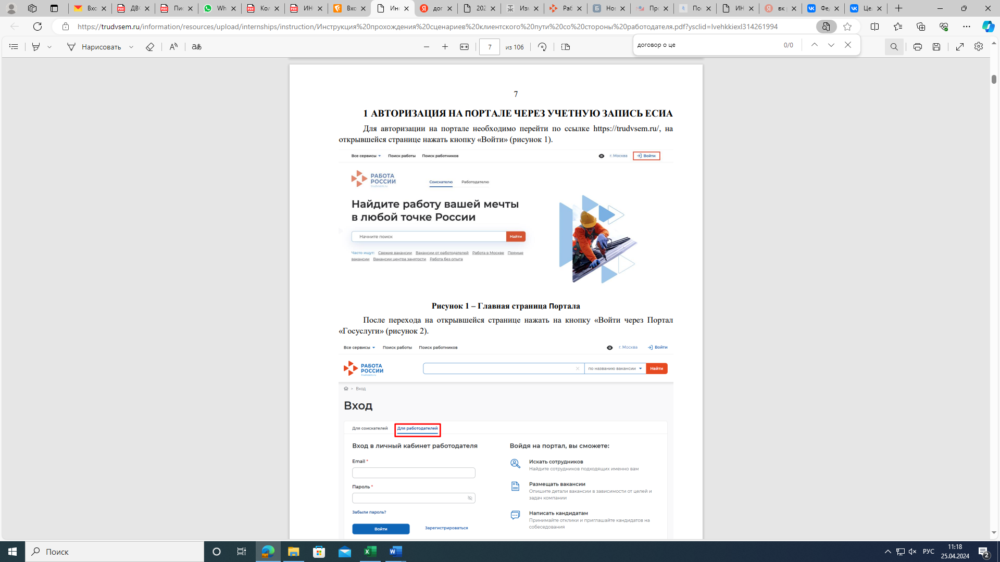 Вхо
ДВО
Пис
Wh
Кол
ИН
Вхо
Инс
дог
202
Изм
Раб
Нов
Про
Пос
ИН
вк р
Фед
Цел
https://trudvsem.ru/information/resources/upload/internships/instruction/Инструкция%20прохождения%20сценариев%20клиентского%20пути%20со%20стороны%20работодателя.pdf?ysclid=lvehkkiexl314261994
Нарисовать
7 из 106
договор о це 0/0
7
1 АВТОРИЗАЦИЯ НА ПОРТАЛЕ ЧЕРЕЗ УЧЕТНУЮ ЗАПИСЬ ЕСИА
Для авторизации на портале необходимо перейти по ссылке https://trudvsem.ru/, на
открывшейся странице нажать кнопку «Войти» (рисунок 1).
Все сервисы Поиск работы Поиск работников г. Москва Войти
РАБОТА
РОССИИ
trudvsem.ru
Соискателю Работодателю
Найдите работу вашей мечты
в любой точке России
Начните поиск Найти
Часто ищут: Свежие вакансии Вакансии от работодателей Работа в Москве Прямые
вакансии Вакансии центра занятости Работа без опыта
Рисунок 1 – Главная страница Портала
После перехода на открывшейся странице нажать на кнопку «Войти через Портал
«Госуслуги» (рисунок 2).
Все сервисы Поиск работы Поиск работников г. Москва Войти
РАБОТА
РОССИИ
trudvsem.ru
по названию вакансии Найти
> Вход
Вход
Для соискателей Для работодателей
Вход в личный кабинет работодателя
Email *
Пароль *
Забыли пароль?
Войти Зарегистрироваться
Войдя на портал, вы сможете:
Искать сотрудников
Найдите сотрудников подходящих именно вам
Размещать вакансии
Опишите детали вакансии в зависимости от целей и
задач компании
Написать кандидатам
Принимайте отклики и приглашайте кандидатов на
собеседования
Поиск
РУС
11:18
25.04.2024
2